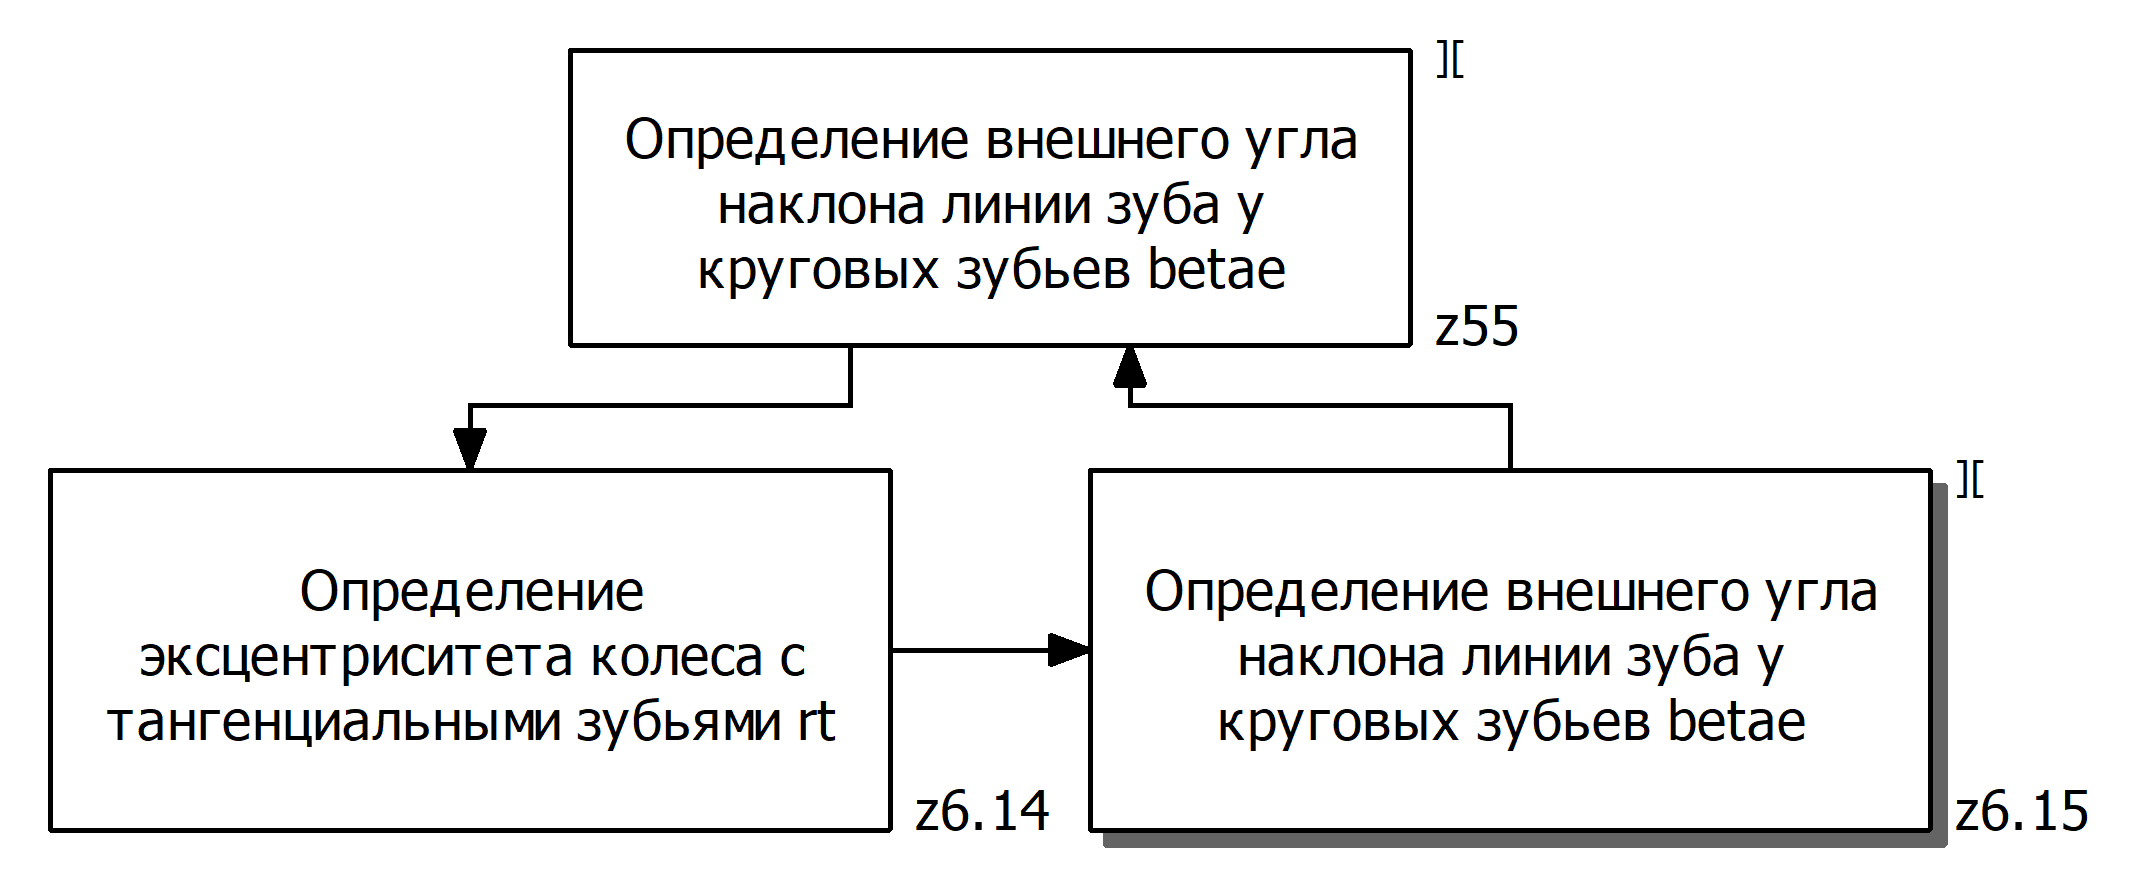 ][
Определение внешнего угла
наклона линии зуба у
круговых зубьев betae
z55
Определение
эксцентриситета колеса с
тангенциальными зубьями rt
z6.14
][
Определение внешнего угла
наклона линии зуба у
круговых зубьев betae
z6.15